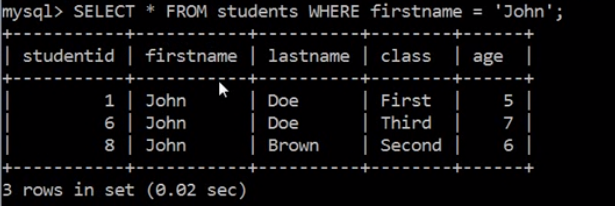 mysql> SELECT * FROM students WHERE firstname = 'John';
+-----------+-----------+----------+--------+------+
| studentid | firstname | lastname | class  | age  |
+-----------+-----------+----------+--------+------+
|         1 | John      | Doe      | First  |    5 |
|         6 | John      | Doe      | Third  |    7 |
|         8 | John      | Brown    | Second |    6 |
+-----------+-----------+----------+--------+------+
3 rows in set (0.02 sec)